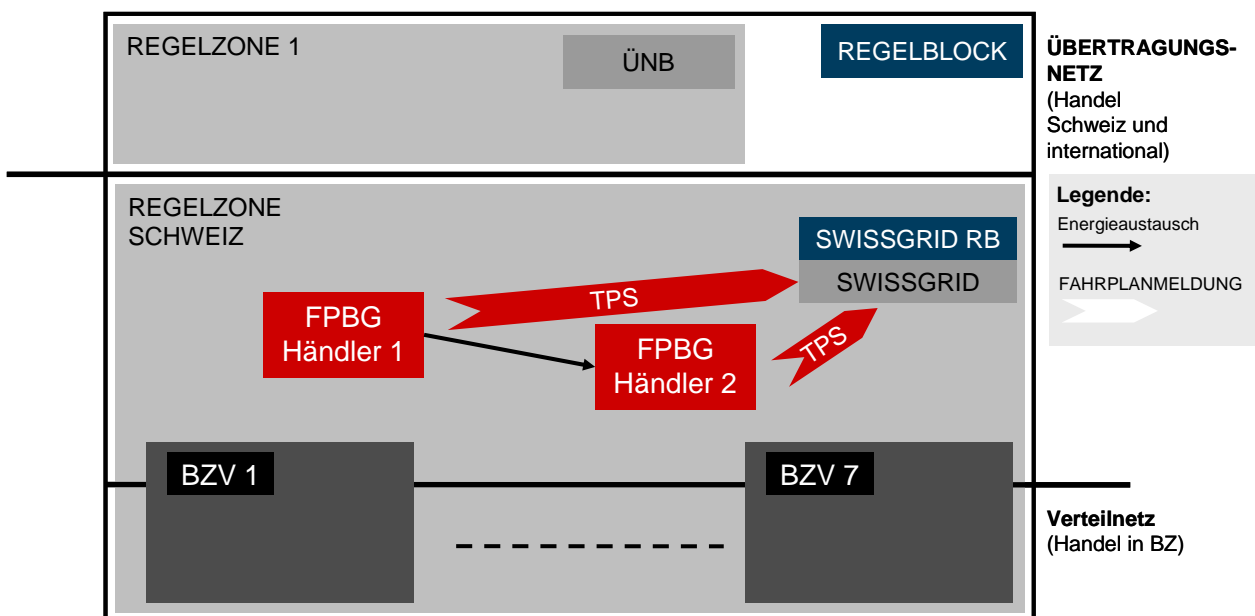 REGELZONE 1
ÜNB
REGELBLOCK
ÜBERTRAGUNGS-
NETZ
(Handel
Schweiz und
international)
REGELZONE
SCHWEIZ
SWISSGRID RB
SWISSGRID
TPS
FPBG
Händler 1
FPBG
Händler 2
TPS
Legende:
Energieaustausch
FAHRPLANMELDUNG
BZV 1
BZV 7
Verteilnetz
(Handel in BZ)